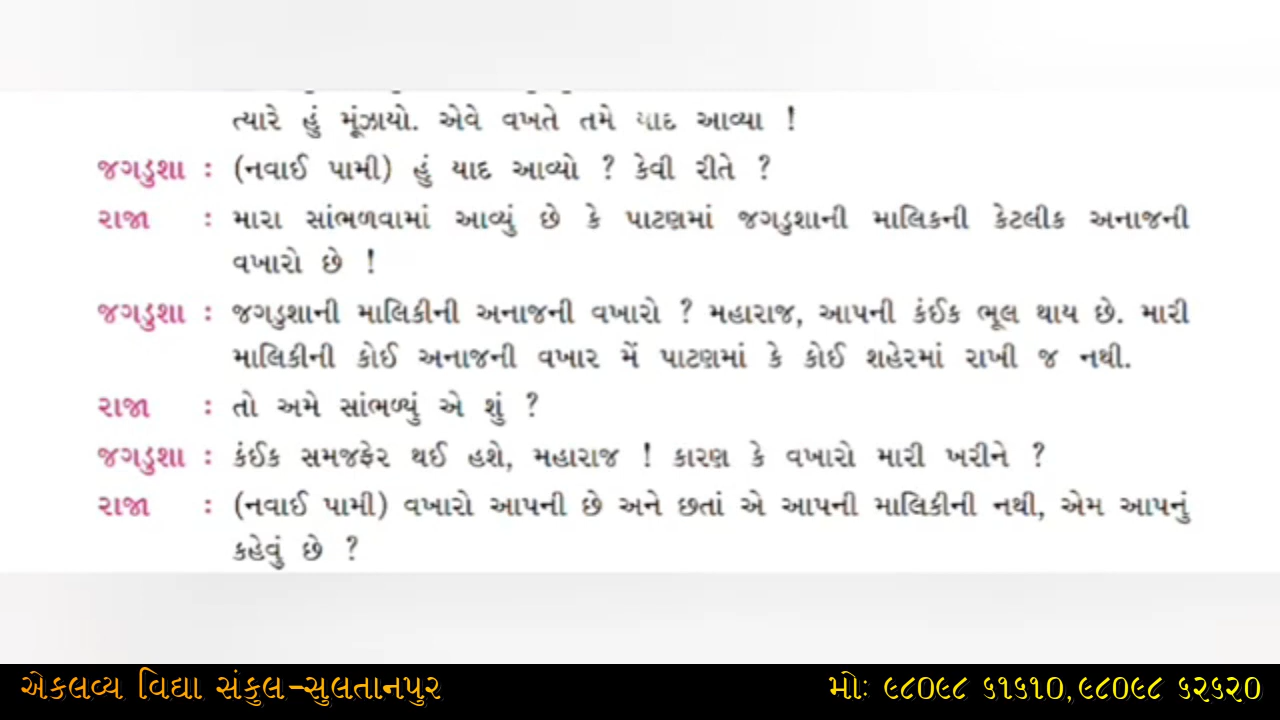 ત્યારે હું મૂંઝાયો. એવે વખતે તમે યાદ આવ્યા !
જગડુશા : (નવાઈ પામી) હું યાદ આવ્યો ? કેવી રીતે ?
રાજા : મારા સાંભળવામાં આવ્યું છે કે પાટણમાં જગડુશાની માલિકની કેટલીક અનાજની
વખારો છે !
જગડુશા : જગડુશાની માલિકીની અનાજની વખારો ? મહારાજ, આપની કંઈક ભૂલ થાય છે. મારી
માલિકીની કોઈ અનાજની વખાર મેં પાટણમાં કે કોઈ શહેરમાં રાખી જ નથી.
રાજા : તો અમે સાંભળ્યું એ શું ?
જગડુશા : કંઈક સમજફેર થઈ હશે, મહારાજ ! કારણ કે વખારો મારી ખરીને ?
રાજા : (નવાઈ પામી) વખારો આપની છે અને છતાં એ આપની માલિકીની નથી, એમ આપનું
કહેવું છે ?
એકલવ્ય વિદ્યા સંકુલ-સુલતાનપુર
મોઃ ૯૮૦૯૮ ૬૧૬૧૦,૯૮૦૯૮ ૬૨૬૨૦